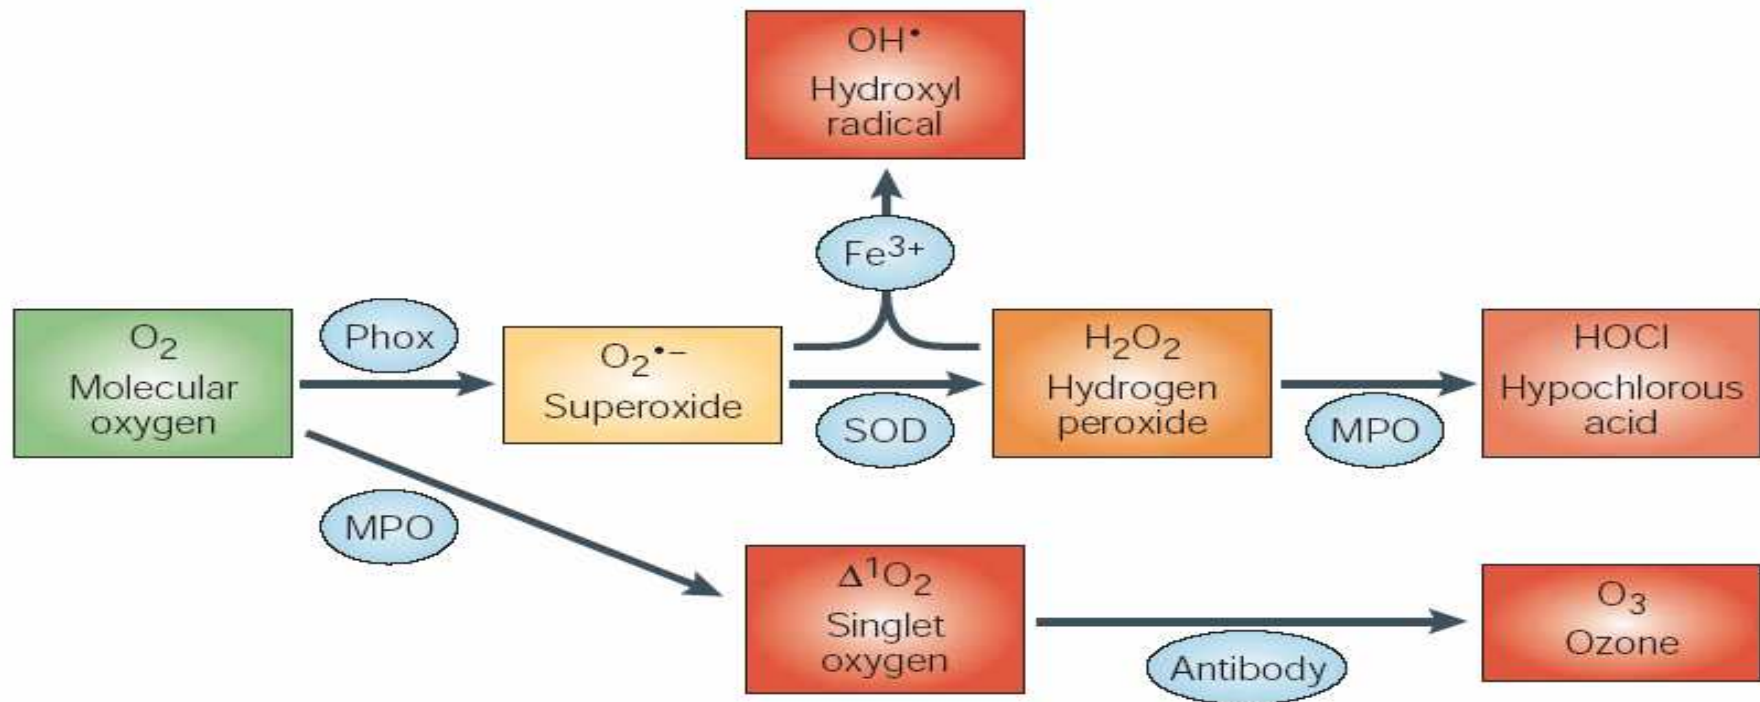 OH•
Hydroxyl
radical
Fe³⁺
O₂
Molecular
oxygen
Phox
O₂•⁻
Superoxide
SOD
H₂O₂
Hydrogen
peroxide
MPO
HOCl
Hypochlorous
acid
MPO
Δ¹O₂
Singlet
oxygen
Antibody
O₃
Ozone